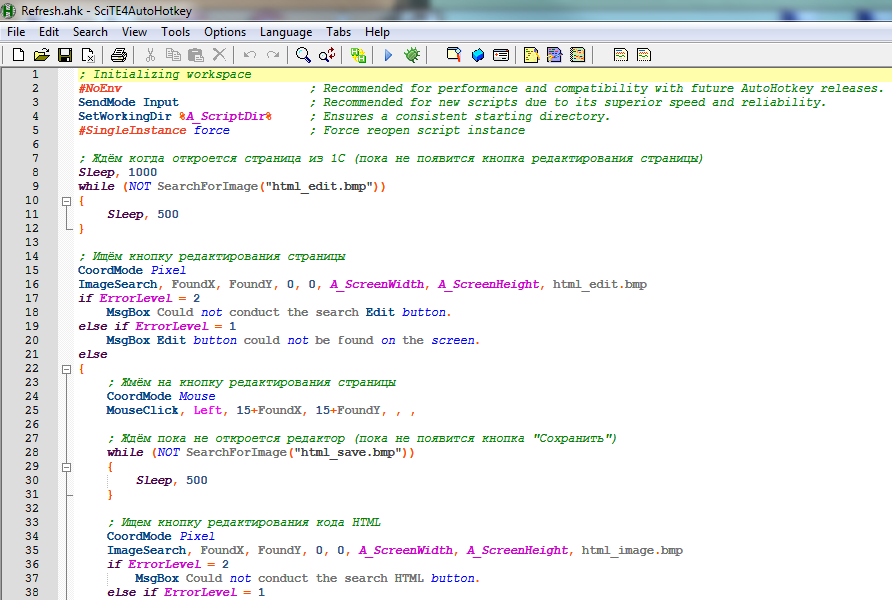 Refresh.ahk - SciTE4AutoHotkey
File Edit Search View Tools Options Language Tabs Help
1 ; Initializing workspace
2 #NoEnv ; Recommended for performance and compatibility with future AutoHotkey releases.
3 SendMode Input ; Recommended for new scripts due to its superior speed and reliability.
4 SetWorkingDir %A_ScriptDir% ; Ensures a consistent starting directory.
5 #SingleInstance force ; Force reopen script instance
6
7 ; Ждём когда откроется страница из 1С (пока не появится кнопка редактирования страницы)
8 Sleep, 1000
9 while (NOT SearchForImage("html_edit.bmp"))
10 {
11 Sleep, 500
12 }
13
14 ; Ищём кнопку редактирования страницы
15 CoordMode Pixel
16 ImageSearch, FoundX, FoundY, 0, 0, A_ScreenWidth, A_ScreenHeight, html_edit.bmp
17 if ErrorLevel = 2
18 MsgBox Could not conduct the search Edit button.
19 else if ErrorLevel = 1
20 MsgBox Edit button could not be found on the screen.
21 else
22 {
23 ; Жмём на кнопку редактирования страницы
24 CoordMode Mouse
25 MouseClick, Left, 15+FoundX, 15+FoundY, , ,
26
27 ; Ждём пока не откроется редактор (пока не появится кнопка "Сохранить")
28 while (NOT SearchForImage("html_save.bmp"))
29 {
30 Sleep, 500
31 }
32
33 ; Ищем кнопку редактирования кода HTML
34 CoordMode Pixel
35 ImageSearch, FoundX, FoundY, 0, 0, A_ScreenWidth, A_ScreenHeight, html_image.bmp
36 if ErrorLevel = 2
37 MsgBox Could not conduct the search HTML button.
38 else if ErrorLevel = 1